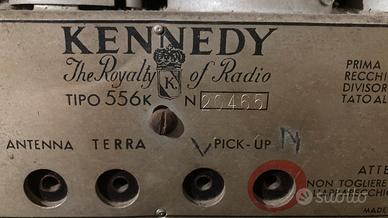 KENNEDY
The Royalty of Radio
K.
TIPO 556K N 20465
PRIMA
RECCHI
DIVISOR
TATO AL
ANTENNA TERRA V PICK-UP N
ATTE
NON TOGLIERE
L'APPARECCHIO
MADE
subito